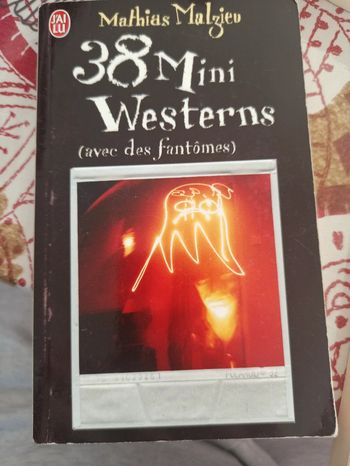 J'AI
LU
Mathias Malzieu
38 Mini
Westerns
(avec des fantômes)